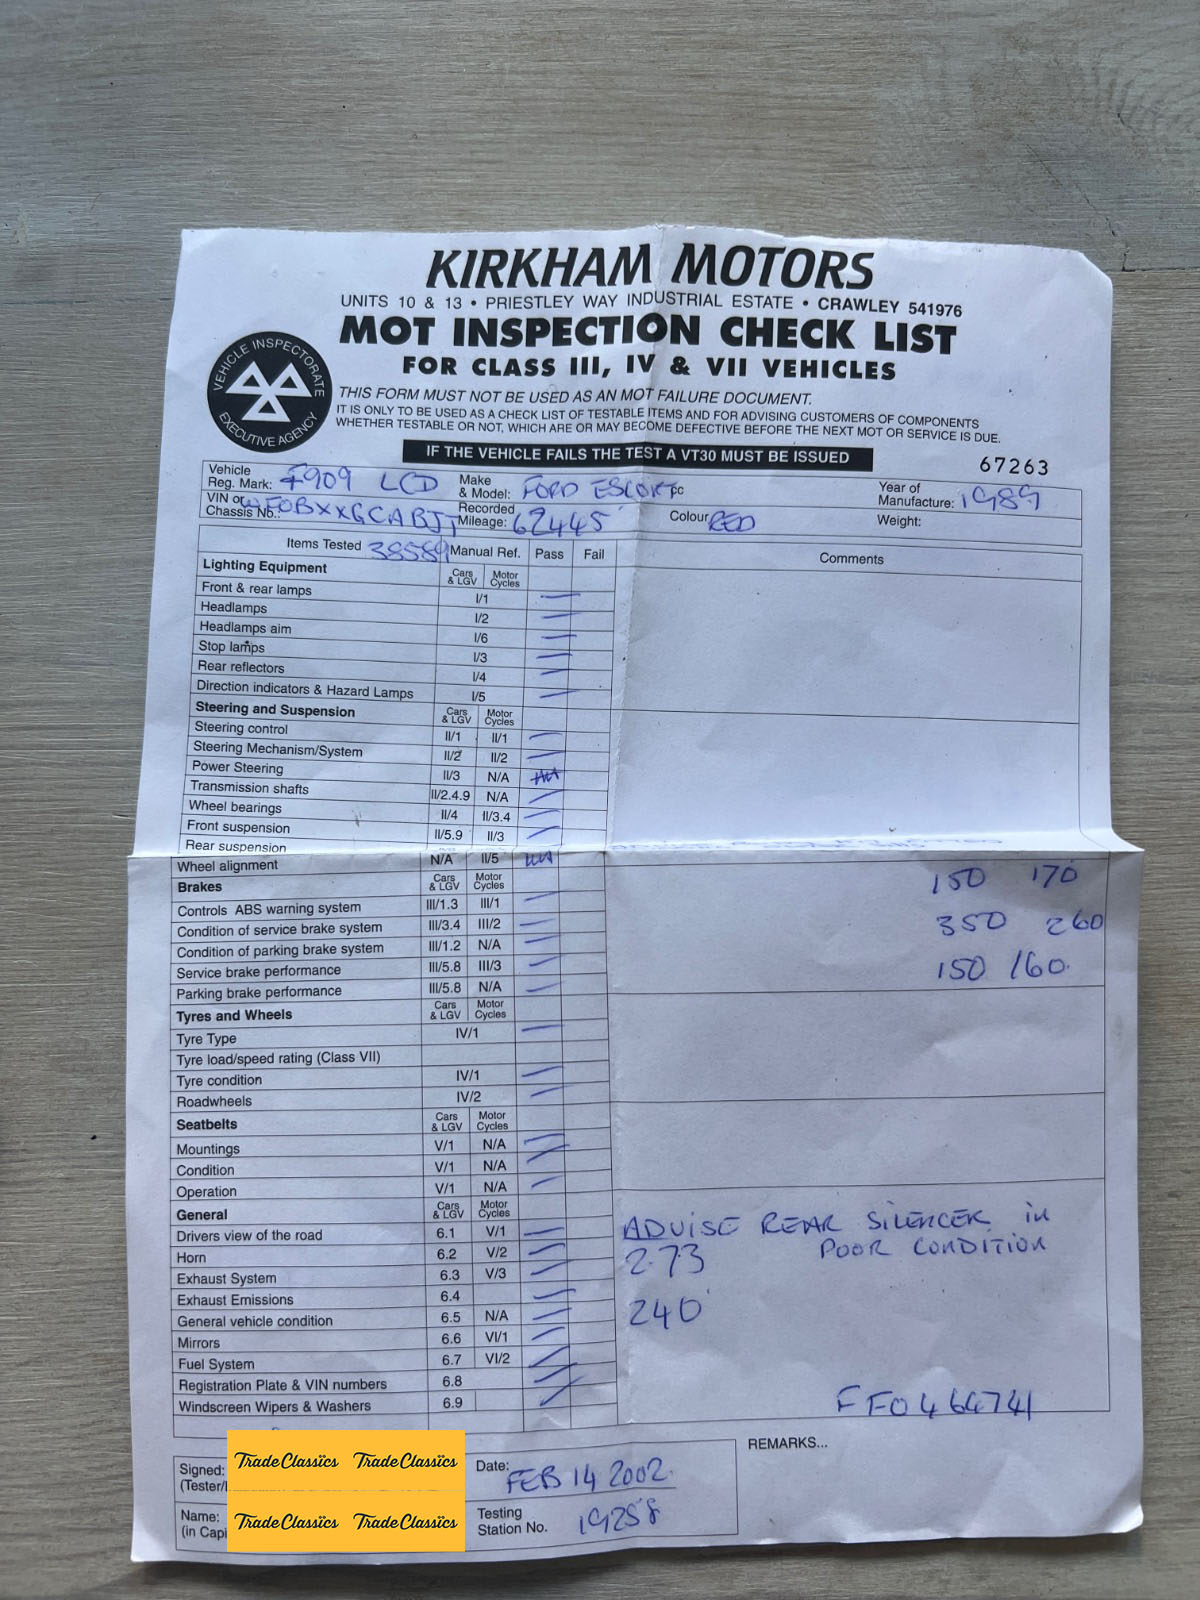 KIRKHAM MOTORS
UNITS 10 & 13 • PRIESTLEY WAY INDUSTRIAL ESTATE • CRAWLEY 541976
MOT INSPECTION CHECK LIST
FOR CLASS III, IV & VII VEHICLES
VEHICLE INSPECTORATE
EXECUTIVE AGENCY
THIS FORM MUST NOT BE USED AS AN MOT FAILURE DOCUMENT.
IT IS ONLY TO BE USED AS A CHECK LIST OF TESTABLE ITEMS AND FOR ADVISING CUSTOMERS OF COMPONENTS
WHETHER TESTABLE OR NOT, WHICH ARE OR MAY BECOME DEFECTIVE BEFORE THE NEXT MOT OR SERVICE IS DUE.
IF THE VEHICLE FAILS THE TEST A VT30 MUST BE ISSUED
67263
Vehicle Reg. Mark: F909 LCD Make & Model: FORD ESCORT cc Year of Manufacture: 1989
VIN or Chassis No.: WFOBXXGCABJT Recorded Mileage: 62445 Colour RED Weight:
Items Tested 38589 Manual Ref. Pass Fail Comments
Lighting Equipment Cars & LGV Motor Cycles
Front & rear lamps I/1
Headlamps I/2
Headlamps aim I/6
Stop lamps I/3
Rear reflectors I/4
Direction indicators & Hazard Lamps I/5
Steering and Suspension Cars & LGV Motor Cycles
Steering control II/1 II/1
Steering Mechanism/System II/2 II/2
Power Steering II/3 N/A
Transmission shafts II/2.4.9 N/A
Wheel bearings II/4 II/3.4
Front suspension II/5.9 II/3
Rear suspension
Wheel alignment N/A II/5
Brakes Cars & LGV Motor Cycles 150 170
Controls ABS warning system III/1.3 III/1
Condition of service brake system III/3.4 III/2 350 260
Condition of parking brake system III/1.2 N/A
Service brake performance III/5.8 III/3 150 160
Parking brake performance III/5.8 N/A
Tyres and Wheels Cars & LGV Motor Cycles
Tyre Type IV/1
Tyre load/speed rating (Class VII)
Tyre condition IV/1
Roadwheels IV/2
Seatbelts Cars & LGV Motor Cycles
Mountings V/1 N/A
Condition V/1 N/A
Operation V/1 N/A
General Cars & LGV Motor Cycles
Drivers view of the road 6.1 V/1 ADVISE REAR SILENCER in
Horn 6.2 V/2 2.73 POOR CONDITION
Exhaust System 6.3 V/3
Exhaust Emissions 6.4
General vehicle condition 6.5 N/A 240
Mirrors 6.6 VI/1
Fuel System 6.7 VI/2
Registration Plate & VIN numbers 6.8
Windscreen Wipers & Washers 6.9 FFO464741
REMARKS...
Signed: Date: FEB 14 2002.
(Tester/
Name: Testing Station No. 19258
(in Capi
TradeClassics TradeClassics
TradeClassics TradeClassics